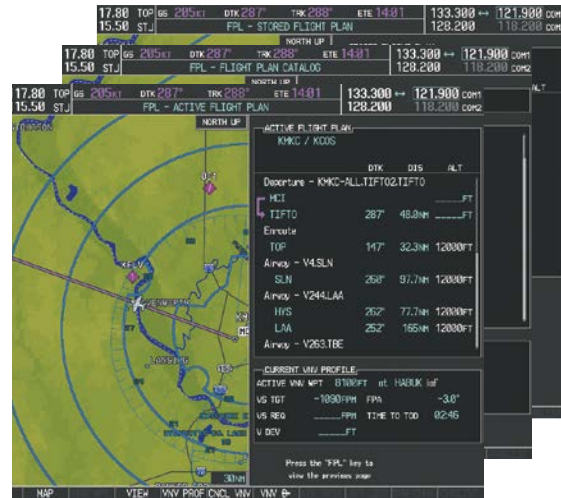 17.80 TOP GS 205KT DTK 287° TRK 288° ETE 14:01 133.300 ↔ 121.900 COM1
15.50 STJ FPL - STORED FLIGHT PLAN 128.200 118.200 COM2
NORTH UP
17.80 TOP GS 205KT DTK 287° TRK 288° ETE 14:01 133.300 ↔ 121.900 COM1
15.50 STJ FPL - FLIGHT PLAN CATALOG 128.200 118.200 COM2
NORTH UP
ALT
17.80 TOP GS 205KT DTK 287° TRK 288° ETE 14:01 133.300 ↔ 121.900 COM1
15.50 STJ FPL - ACTIVE FLIGHT PLAN 128.200 118.200 COM2
NORTH UP
KFLV
LANSING
30NM
ACTIVE FLIGHT PLAN
KMKC / KCOS
DTK DIS ALT
Departure - KMKC-ALL.TIFTO2.TIFTO
MCI _____FT
TIFTO 287° 48.0NM _____FT
Enroute
TOP 147° 32.3NM 12000FT
Airway - V4.SLN
SLN 260° 97.7NM 12000FT
Airway - V244.LAA
HYS 262° 77.7NM 12000FT
LAA 252° 165NM 12000FT
Airway - V263.TBE
CURRENT VNV PROFILE
ACTIVE VNV WPT 8100FT at HABUK iaf
VS TGT -1090FPM FPA -3.0°
VS REQ _____FPM TIME TO TOD 02:46
V DEV _____FT
Press the "FPL" key to
view the previous page
MAP VIEW VNV PROF CNCL VNV VNV